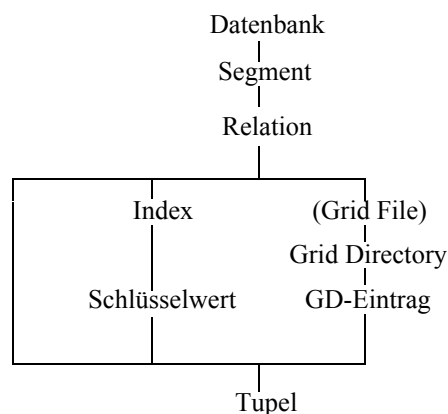 Datenbank
Segment
Relation
Index (Grid File)
Grid Directory
Schlüsselwert GD-Eintrag
Tupel